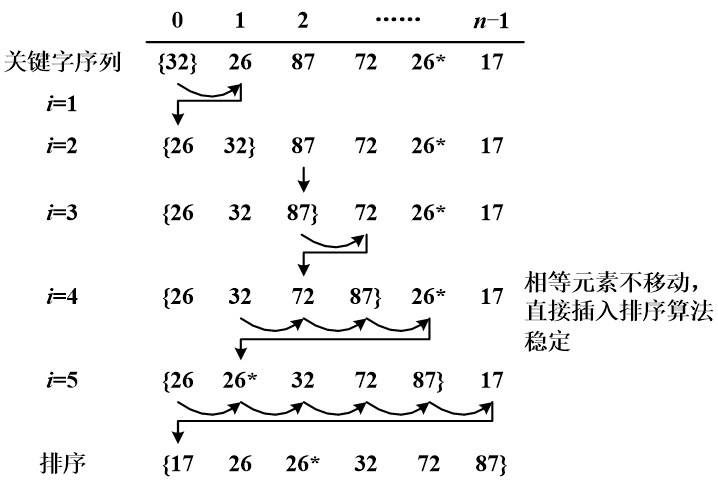 0 1 2 ⋯⋯ n−1
关键字序列 {32} 26 87 72 26* 17
i=1
i=2 {26 32} 87 72 26* 17
i=3 {26 32 87} 72 26* 17
i=4 {26 32 72 87} 26* 17
相等元素不移动，
直接插入排序算法
稳定
i=5 {26 26* 32 72 87} 17
排序 {17 26 26* 32 72 87}